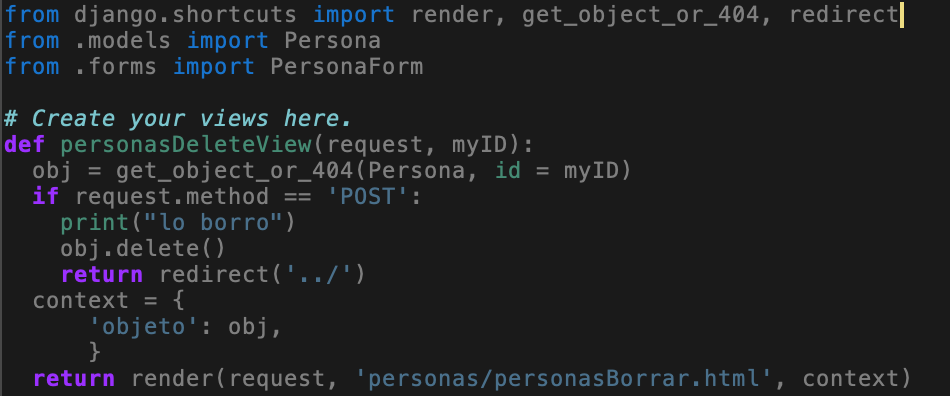 from django.shortcuts import render, get_object_or_404, redirect
from .models import Persona
from .forms import PersonaForm

# Create your views here.
def personasDeleteView(request, myID):
  obj = get_object_or_404(Persona, id = myID)
  if request.method == 'POST':
    print("lo borro")
    obj.delete()
    return redirect('../')
  context = {
      'objeto': obj,
      }
  return render(request, 'personas/personasBorrar.html', context)